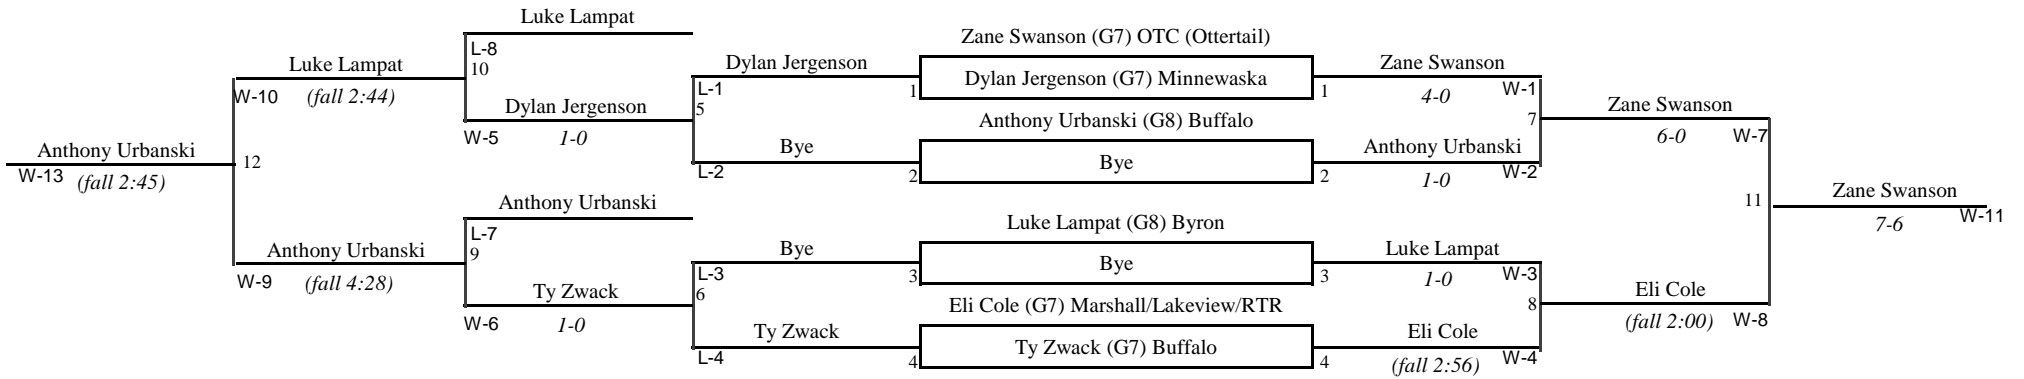 Luke Lampat
L-8
Luke Lampat
10
Dylan Jergenson
Zane Swanson (G7) OTC (Ottertail)
Zane Swanson
W-10
(fall 2:44)
Dylan Jergenson
L-1
1
Dylan Jergenson (G7) Minnewaska
1
4-0
W-1
Zane Swanson
W-5
1-0
5
Anthony Urbanski (G8) Buffalo
7
6-0
W-7
Anthony Urbanski
12
Bye
Bye
Anthony Urbanski
W-13
(fall 2:45)
L-2
2
2
1-0
W-2
Anthony Urbanski
L-7
Luke Lampat (G8) Byron
11
Zane Swanson
7-6
W-11
Anthony Urbanski
9
Bye
Bye
Luke Lampat
W-9
(fall 4:28)
L-3
3
3
1-0
W-3
Ty Zwack
6
Eli Cole (G7) Marshall/Lakeview/RTR
8
Eli Cole
W-6
1-0
(fall 2:00)
W-8
Ty Zwack
Ty Zwack (G7) Buffalo
Eli Cole
L-4
4
4
(fall 2:56)
W-4